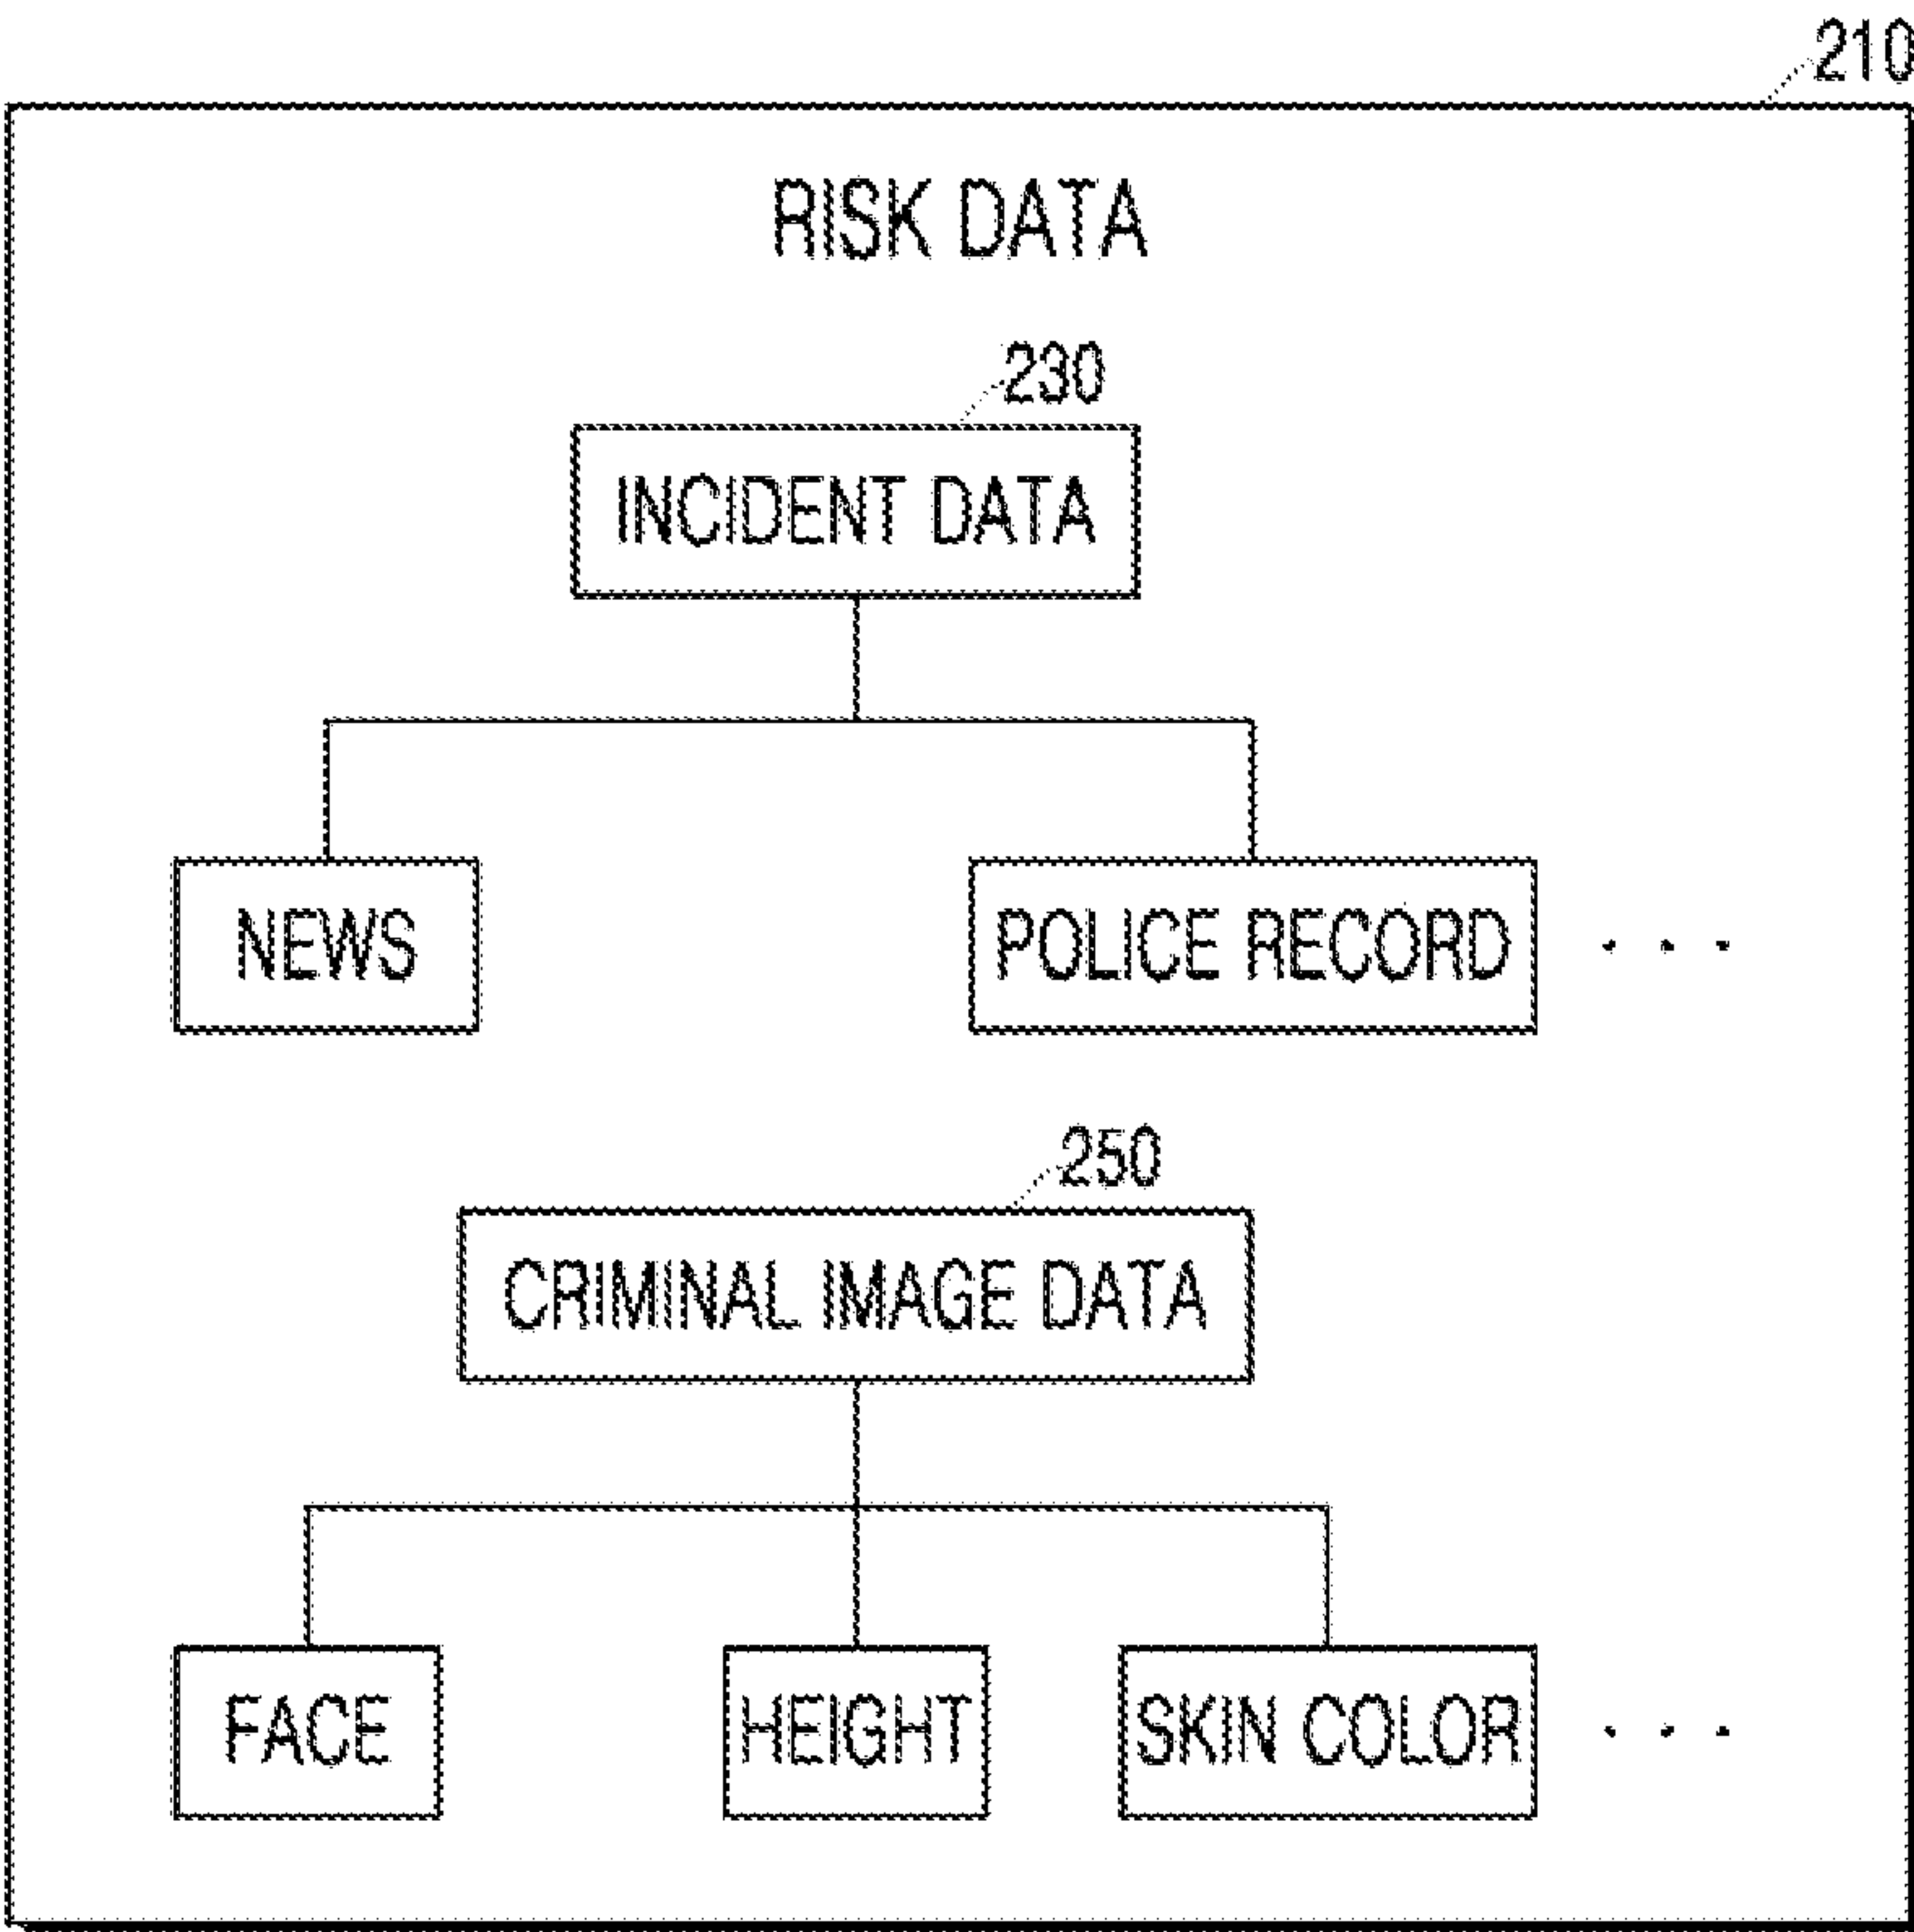 210
RISK DATA
230
INCIDENT DATA
NEWS
POLICE RECORD . . .
250
CRIMINAL IMAGE DATA
FACE
HEIGHT
SKIN COLOR . . .